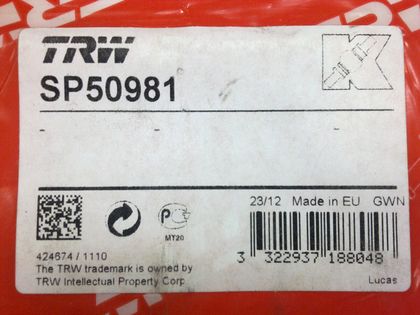 TRW
K
SP50981
- - -
23/12 Made in EU GWN
MT20
424674 / 1110
The TRW trademark is owned by
TRW Intellectual Property Corp
3 322937 188048
Lucas